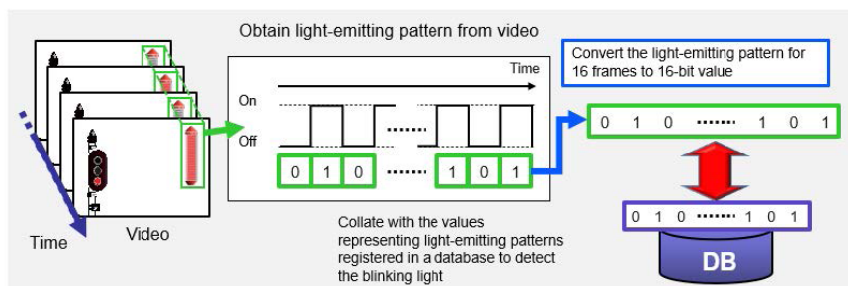 Obtain light-emitting pattern from video
Time
On
Off
0 1 0 ········ 1 0 1
Convert the light-emitting pattern for
16 frames to 16-bit value
0 1 0 ········ 1 0 1
0 1 0 ········ 1 0 1
DB
Collate with the values
representing light-emitting patterns
registered in a database to detect
the blinking light
Time
Video